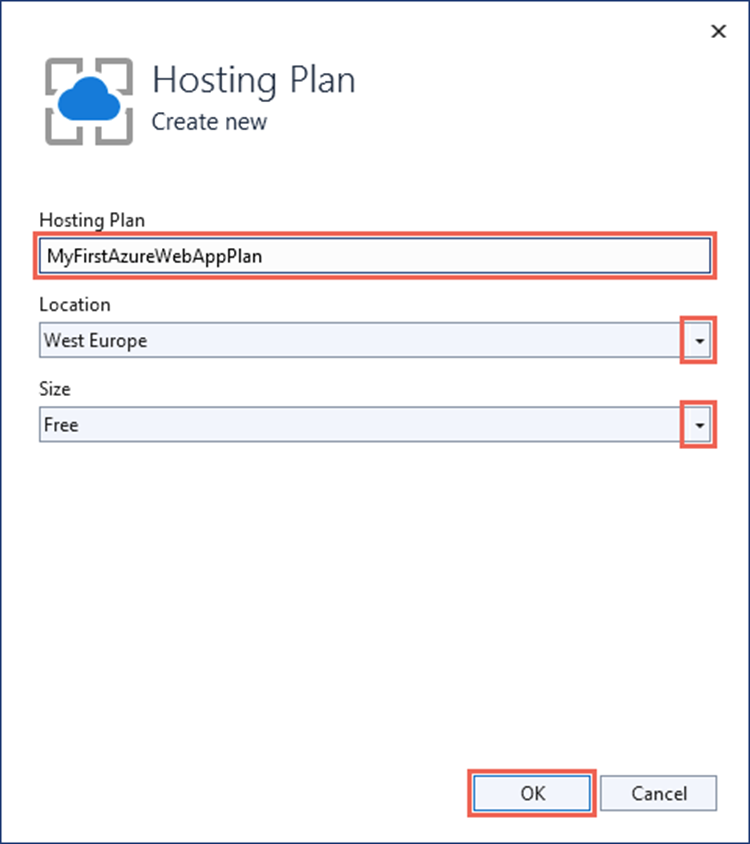 Hosting Plan
Create new
Hosting Plan
MyFirstAzureWebAppPlan
Location
West Europe
Size
Free
OK
Cancel